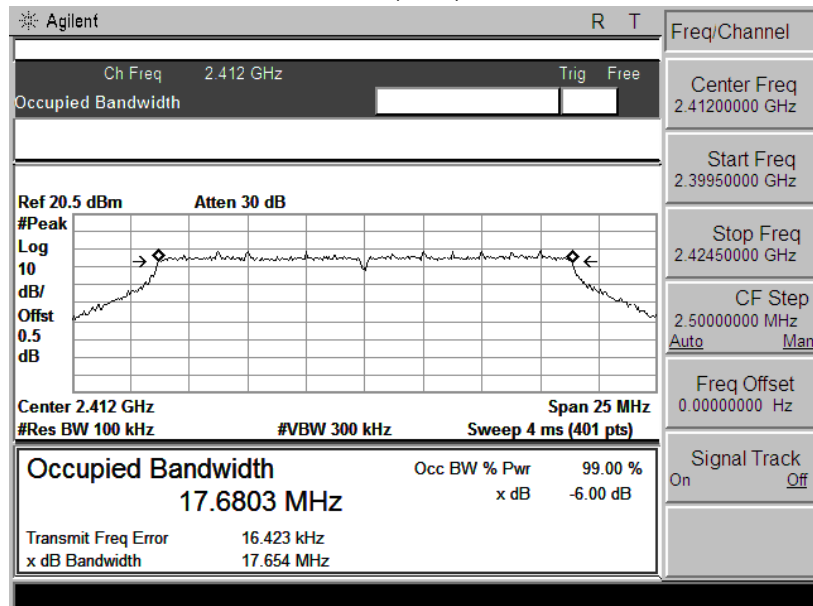 Agilent R T
Ch Freq 2.412 GHz Trig Free
Occupied Bandwidth
Ref 20.5 dBm Atten 30 dB
#Peak
Log
10
dB/
Offst
0.5
dB
Center 2.412 GHz Span 25 MHz
#Res BW 100 kHz #VBW 300 kHz Sweep 4 ms (401 pts)
Occupied Bandwidth Occ BW % Pwr 99.00 %
17.6803 MHz x dB -6.00 dB
Transmit Freq Error 16.423 kHz
x dB Bandwidth 17.654 MHz
Freq/Channel
Center Freq
2.41200000 GHz
Start Freq
2.39950000 GHz
Stop Freq
2.42450000 GHz
CF Step
2.50000000 MHz
Auto Man
Freq Offset
0.00000000 Hz
Signal Track
On Off